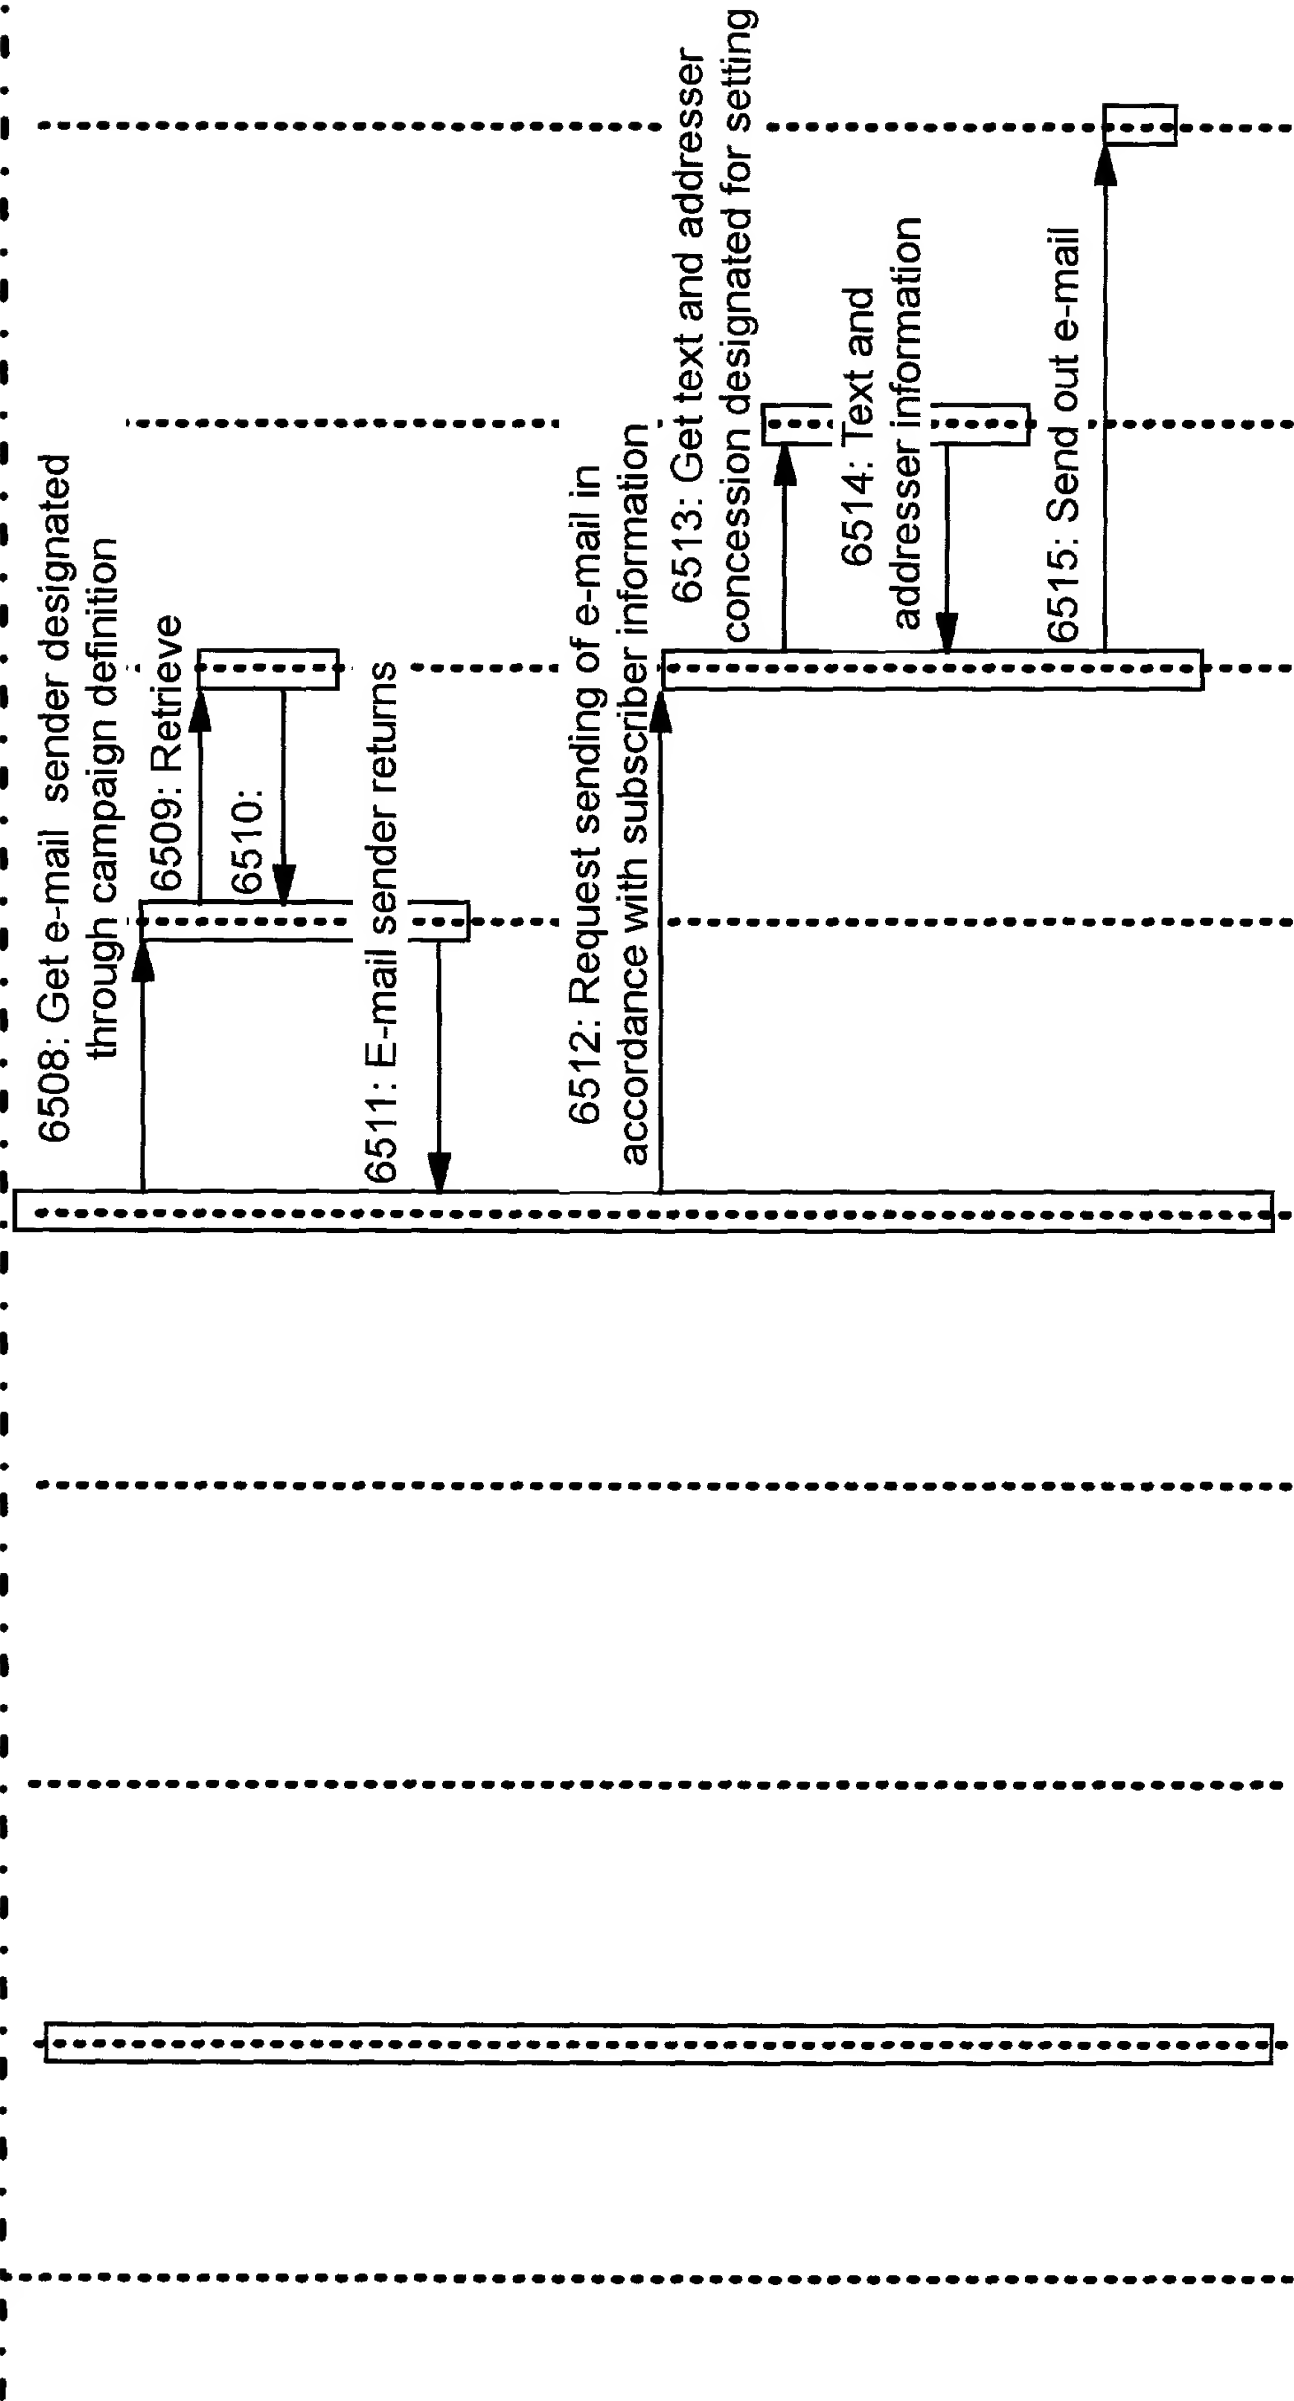 6508: Get e-mail sender designated
through campaign definition
6509: Retrieve
6510:
6511: E-mail sender returns
6512: Request sending of e-mail in
accordance with subscriber information
6513: Get text and addresser
concession designated for setting
6514: Text and
addresser information
6515: Send out e-mail